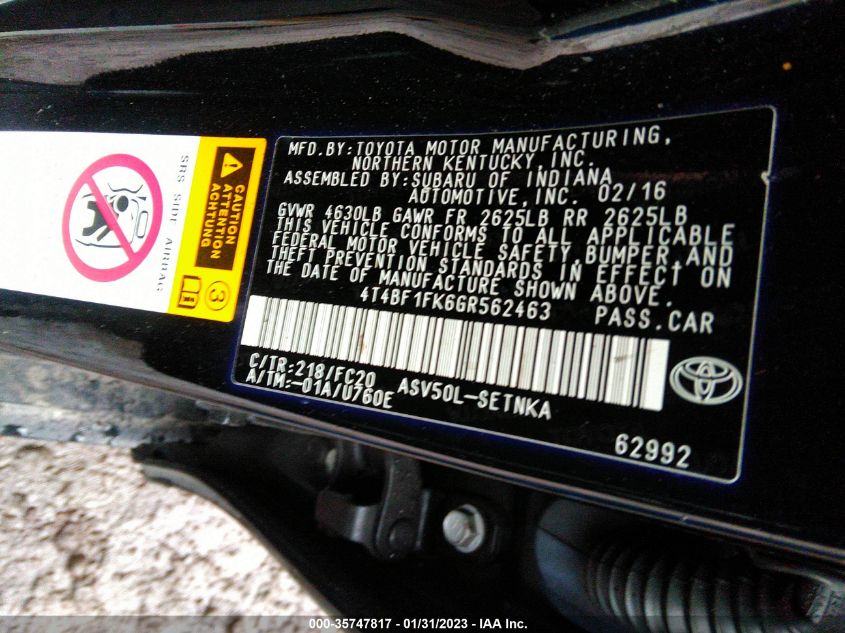 SRS SIDE AIRBAG
CAUTION
ATTENTION
ACHTUNG
3
MFD.BY:TOYOTA MOTOR MANUFACTURING,
NORTHERN KENTUCKY,INC.
ASSEMBLED BY:SUBARU OF INDIANA
AUTOMOTIVE,INC. 02/16
GVWR 4630LB GAWR FR 2625LB RR 2625LB
THIS VEHICLE CONFORMS TO ALL APPLICABLE
FEDERAL MOTOR VEHICLE SAFETY,BUMPER,AND
THEFT PREVENTION STANDARDS IN EFFECT ON
THE DATE OF MANUFACTURE SHOWN ABOVE.
4T4BF1FK6GR562463 PASS.CAR
C/TR:218/FC20 ASV50L-SETNKA
A/TM:-01A/U760E
62992
000-35747817 - 01/31/2023 - IAA Inc.